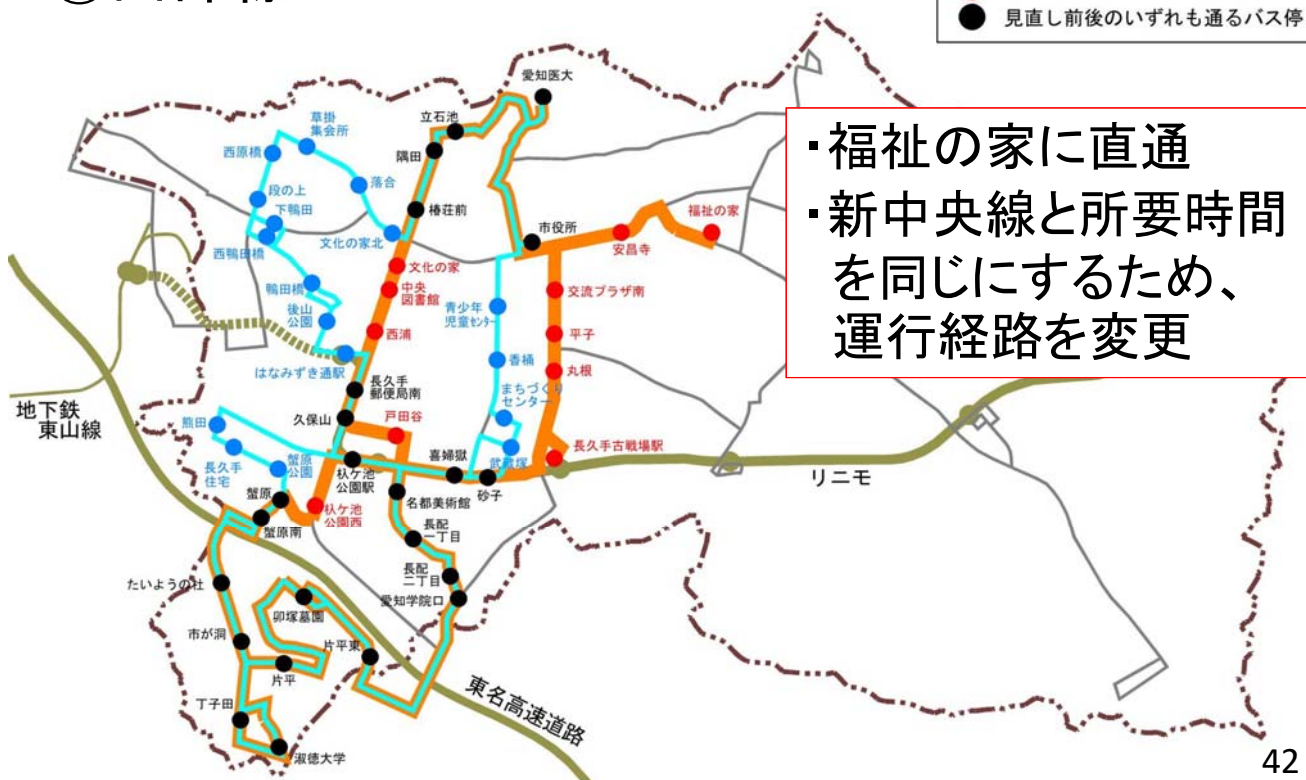 見直し前後のいずれも通るバス停
・福祉の家に直通
・新中央線と所要時間
を同じにするため、
運行経路を変更
愛知医大
立石池
隅田
草掛
集会所
西原橋
落合
段の上
下鴨田
椿荘前
文化の家北
西鴨田橋
市役所
福祉の家
安昌寺
文化の家
中央
図書館
鴨田橋
後山
公園
青少年
児童センター
交流プラザ南
西浦
平子
香桶
丸根
はなみずき通駅
長久手
郵便局南
まちづくり
センター
地下鉄
東山線
久保山
戸田谷
熊田
長久手
住宅
蟹原
公園
杁ケ池
公園駅
喜婦嶽
武蔵塚
長久手古戦場駅
砂子
リニモ
蟹原
蟹原南
杁ケ池
公園西
名都美術館
長配
一丁目
長配
二丁目
愛知学院口
たいようの杜
卯塚墓園
市が洞
片平東
片平
丁子田
淑徳大学
東名高速道路
42